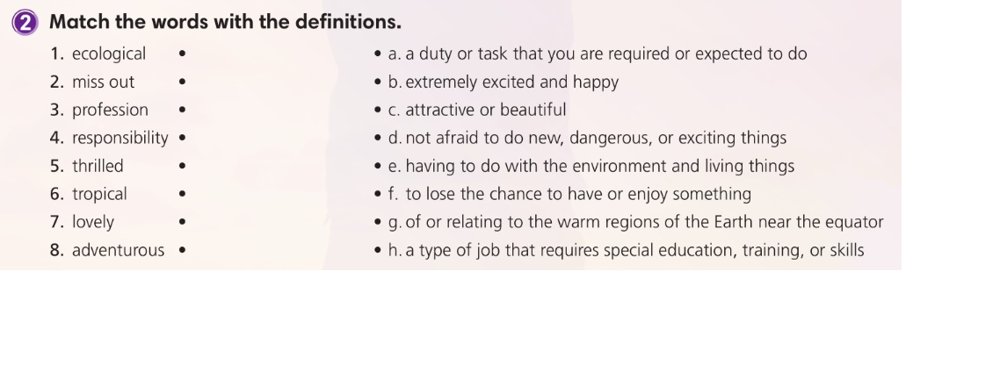 2 Match the words with the definitions.
1. ecological • • a. a duty or task that you are required or expected to do
2. miss out • • b. extremely excited and happy
3. profession • • c. attractive or beautiful
4. responsibility • • d. not afraid to do new, dangerous, or exciting things
5. thrilled • • e. having to do with the environment and living things
6. tropical • • f. to lose the chance to have or enjoy something
7. lovely • • g. of or relating to the warm regions of the Earth near the equator
8. adventurous • • h. a type of job that requires special education, training, or skills